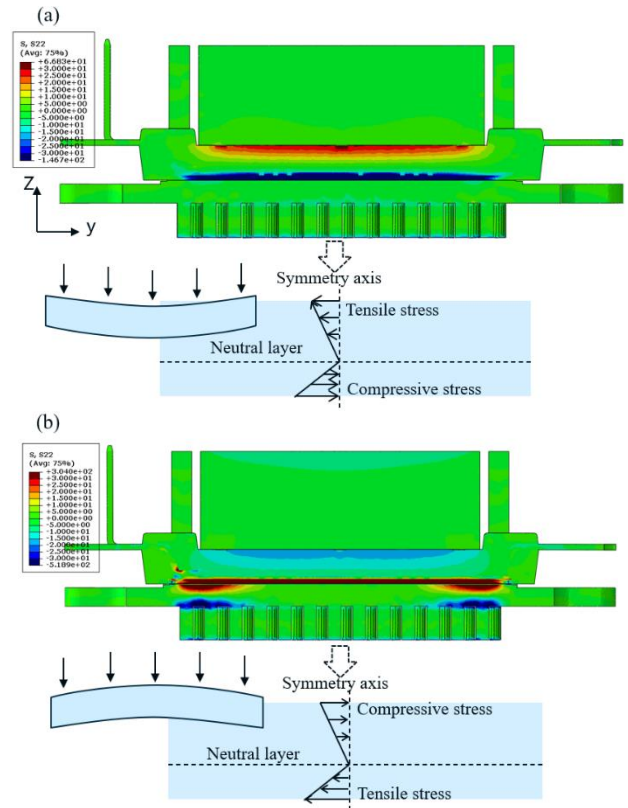 (a)
S, S22
(Avg: 75%)
+6.683e+01
+3.000e+01
+2.500e+01
+2.000e+01
+1.500e+01
+1.000e+01
+5.000e+00
+0.000e+00
-5.000e+00
-1.000e+01
-1.500e+01
-2.000e+01
-2.500e+01
-3.000e+01
-1.467e+02
Z
y
Symmetry axis
Tensile stress
Neutral layer
Compressive stress
(b)
S, S22
(Avg: 75%)
+3.040e+02
+3.000e+01
+2.500e+01
+2.000e+01
+1.500e+01
+1.000e+01
+5.000e+00
+0.000e+00
-5.000e+00
-1.000e+01
-1.500e+01
-2.000e+01
-2.500e+01
-3.000e+01
-5.189e+02
Symmetry axis
Compressive stress
Neutral layer
Tensile stress